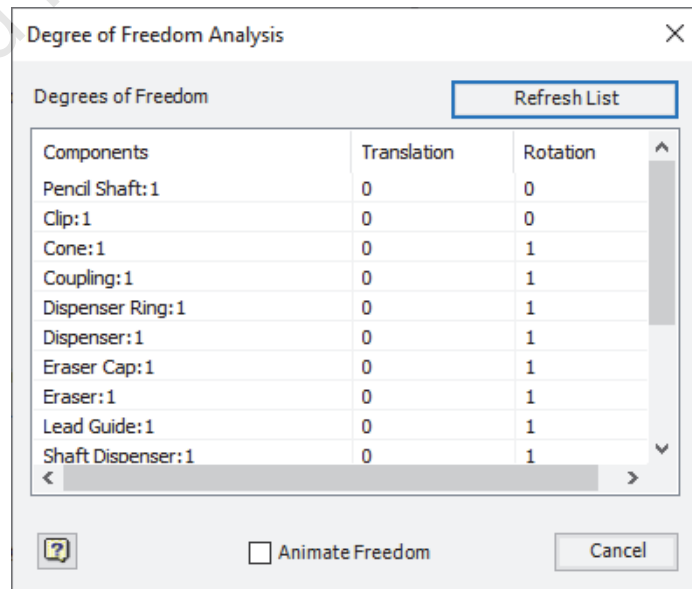 Degree of Freedom Analysis
Degrees of Freedom Refresh List
Components Translation Rotation
Pencil Shaft:1 0 0
Clip:1 0 0
Cone:1 0 1
Coupling:1 0 1
Dispenser Ring:1 0 1
Dispenser:1 0 1
Eraser Cap:1 0 1
Eraser:1 0 1
Lead Guide:1 0 1
Shaft Dispenser:1 0 1
Animate Freedom Cancel